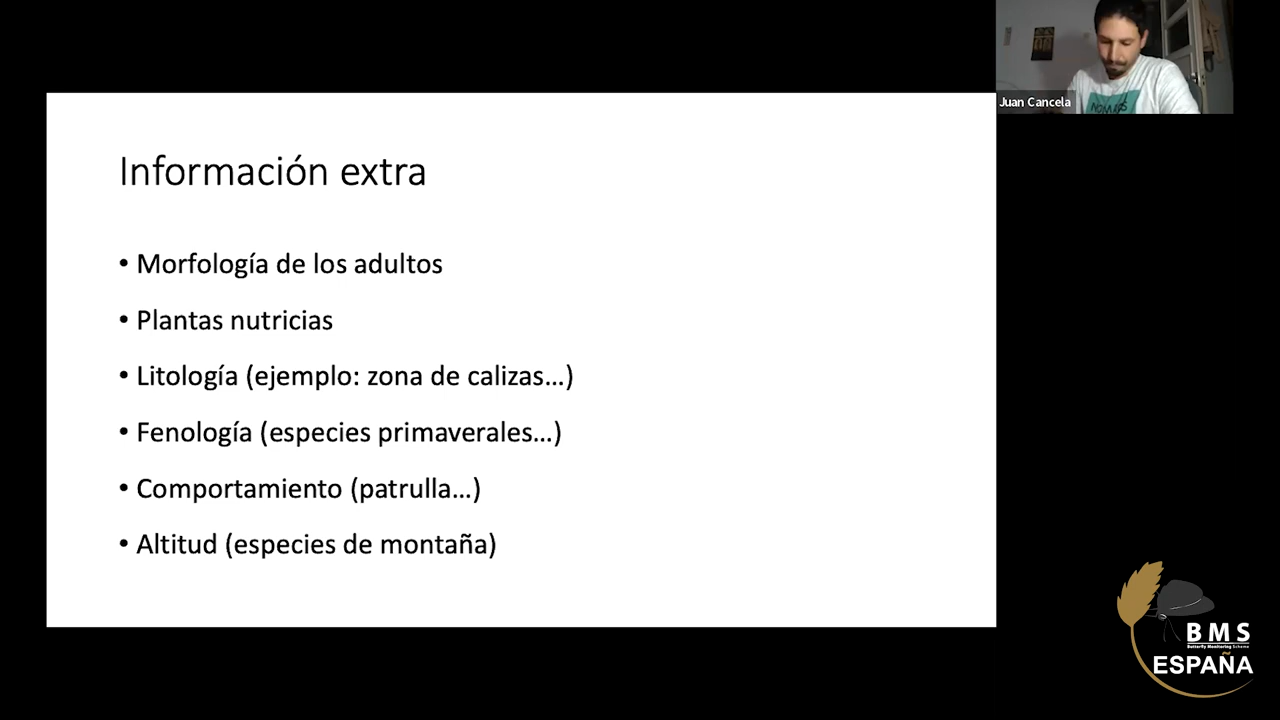 Juan Cancela
Información extra
• Morfología de los adultos
• Plantas nutricias
• Litología (ejemplo: zona de calizas...)
• Fenología (especies primaverales...)
• Comportamiento (patrulla...)
• Altitud (especies de montaña)
BMS
Butterfly Monitoring Scheme
ESPAÑA